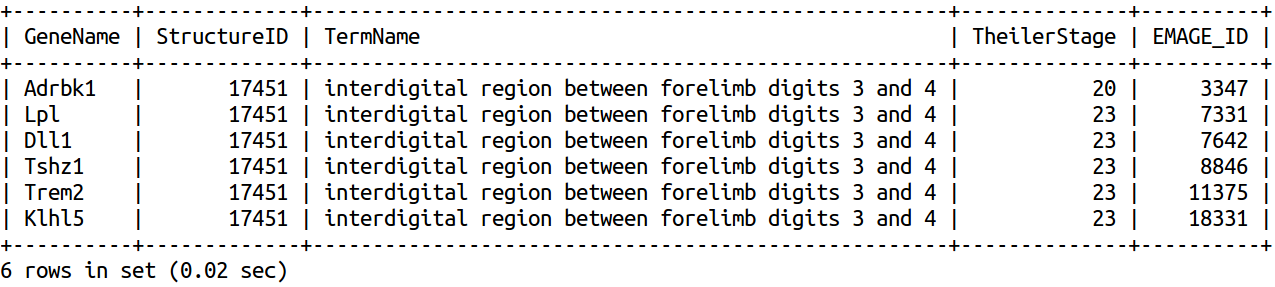 +----------+-------------+-----------------------------------------------------+--------------+----------+
| GeneName | StructureID | TermName                                            | TheilerStage | EMAGE_ID |
+----------+-------------+-----------------------------------------------------+--------------+----------+
| Adrbk1   |       17451 | interdigital region between forelimb digits 3 and 4 |           20 |     3347 |
| Lpl      |       17451 | interdigital region between forelimb digits 3 and 4 |           23 |     7331 |
| Dll1     |       17451 | interdigital region between forelimb digits 3 and 4 |           23 |     7642 |
| Tshz1    |       17451 | interdigital region between forelimb digits 3 and 4 |           23 |     8846 |
| Trem2    |       17451 | interdigital region between forelimb digits 3 and 4 |           23 |    11375 |
| Klhl5    |       17451 | interdigital region between forelimb digits 3 and 4 |           23 |    18331 |
+----------+-------------+-----------------------------------------------------+--------------+----------+
6 rows in set (0.02 sec)